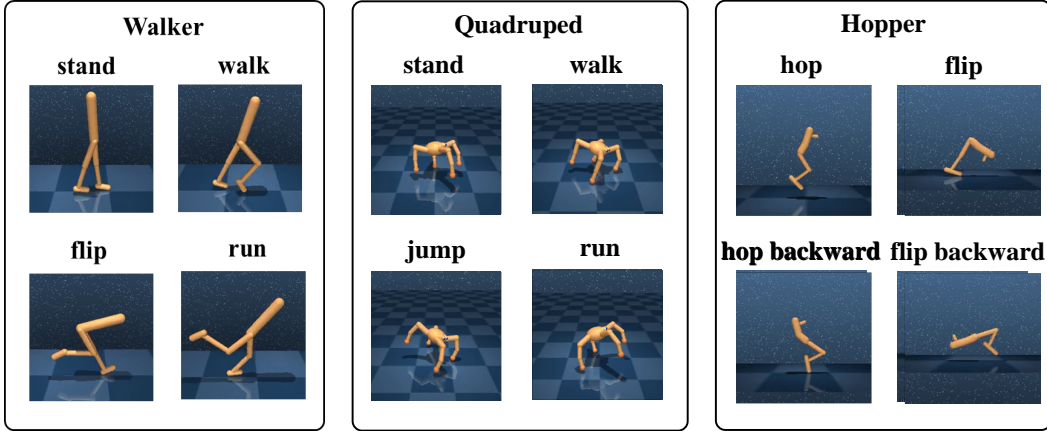 Walker
stand walk
flip run
Quadruped
stand walk
jump run
Hopper
hop flip
hop backward flip backward